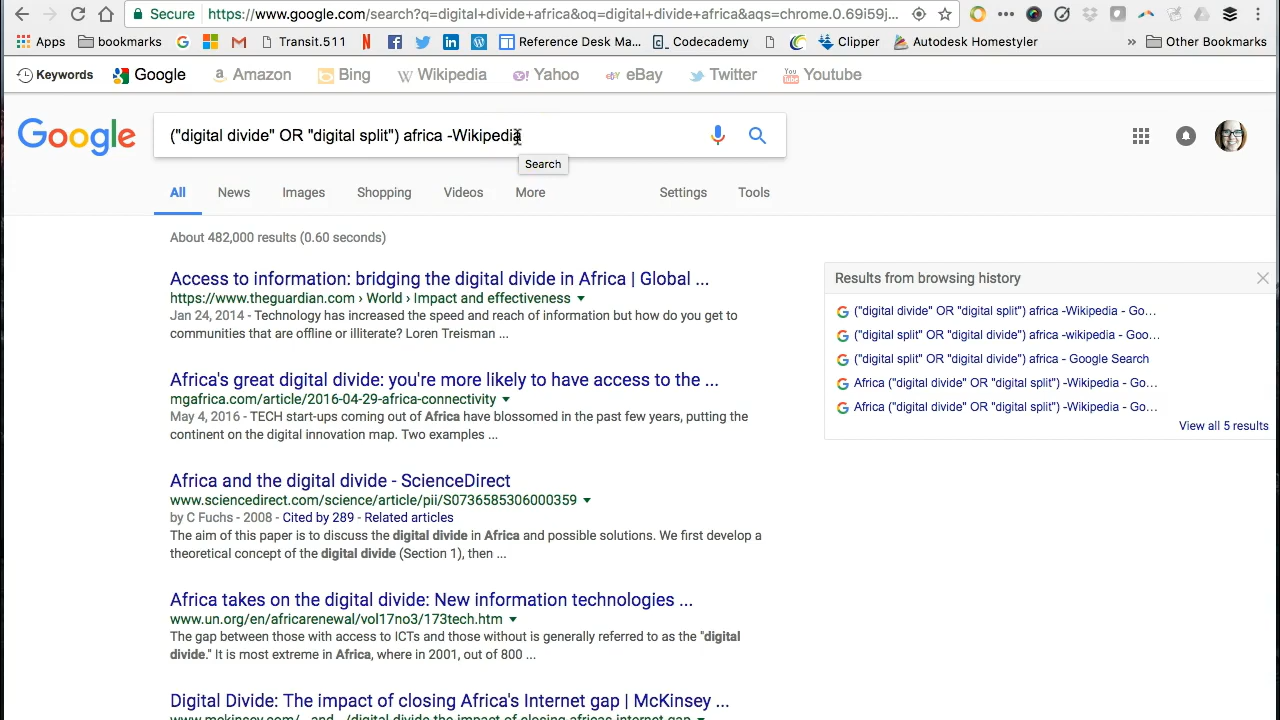 Secure https://www.google.com/search?q=digital+divide+africa&oq=digital+divide+africa&aqs=chrome.0.69i59j...
Apps bookmarks Transit.511 Reference Desk Ma... Codecademy Clipper Autodesk Homestyler » Other Bookmarks
Keywords Google Amazon Bing Wikipedia Yahoo eBay Twitter Youtube
Google ("digital divide" OR "digital split") africa -Wikipedia
Search
All News Images Shopping Videos More Settings Tools
About 482,000 results (0.60 seconds)
Access to information: bridging the digital divide in Africa | Global ...
https://www.theguardian.com › World › Impact and effectiveness
Jan 24, 2014 - Technology has increased the speed and reach of information but how do you get to
communities that are offline or illiterate? Loren Treisman ...
Africa's great digital divide: you're more likely to have access to the ...
mgafrica.com/article/2016-04-29-africa-connectivity
May 4, 2016 - TECH start-ups coming out of Africa have blossomed in the past few years, putting the
continent on the digital innovation map. Two examples ...
Africa and the digital divide - ScienceDirect
www.sciencedirect.com/science/article/pii/S0736585306000359
by C Fuchs - 2008 - Cited by 289 - Related articles
The aim of this paper is to discuss the digital divide in Africa and possible solutions. We first develop a
theoretical concept of the digital divide (Section 1), then ...
Africa takes on the digital divide: New information technologies ...
www.un.org/en/africarenewal/vol17no3/173tech.htm
The gap between those with access to ICTs and those without is generally referred to as the "digital
divide." It is most extreme in Africa, where in 2001, out of 800 ...
Digital Divide: The impact of closing Africa's Internet gap | McKinsey ...
Results from browsing history
("digital divide" OR "digital split") africa -Wikipedia - Go...
("digital split" OR "digital divide") africa -wikipedia - Goo...
("digital split" OR "digital divide") africa - Google Search
Africa ("digital divide" OR "digital split") -Wikipedia - Go...
Africa ("digital divide" OR "digital split") -Wikipedia - Go...
View all 5 results